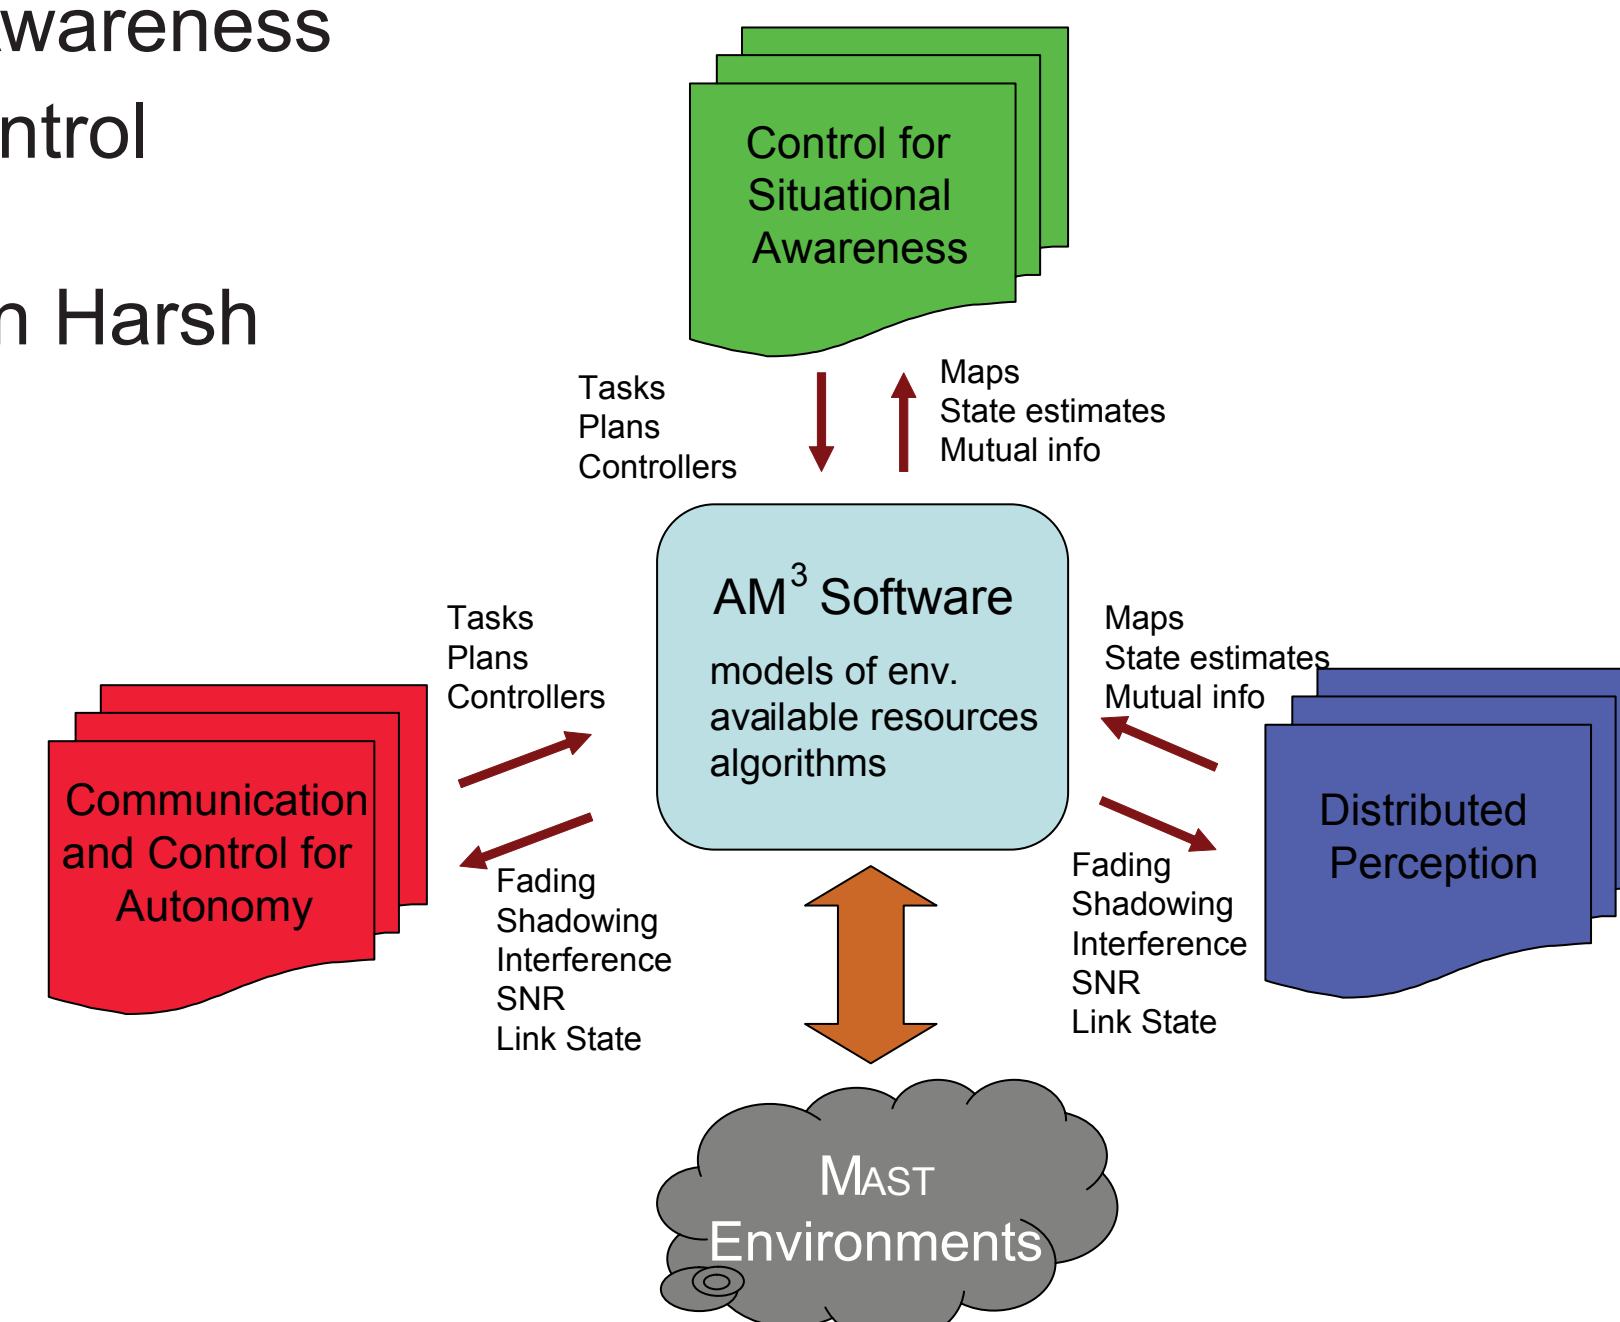 wareness
ntrol
n Harsh
Control for
Situational
Awareness
Tasks
Plans
Controllers
Maps
State estimates
Mutual info
AM³ Software
models of env.
available resources
algorithms
Tasks
Plans
Controllers
Maps
State estimates
Mutual info
Communication
and Control for
Autonomy
Distributed
Perception
Fading
Shadowing
Interference
SNR
Link State
Fading
Shadowing
Interference
SNR
Link State
MAST
Environments